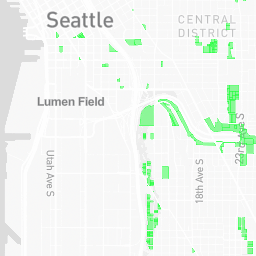 Seattle
CENTRAL
DISTRICT
Lumen Field
Utah Ave S
18th Ave S
23rd Ave S